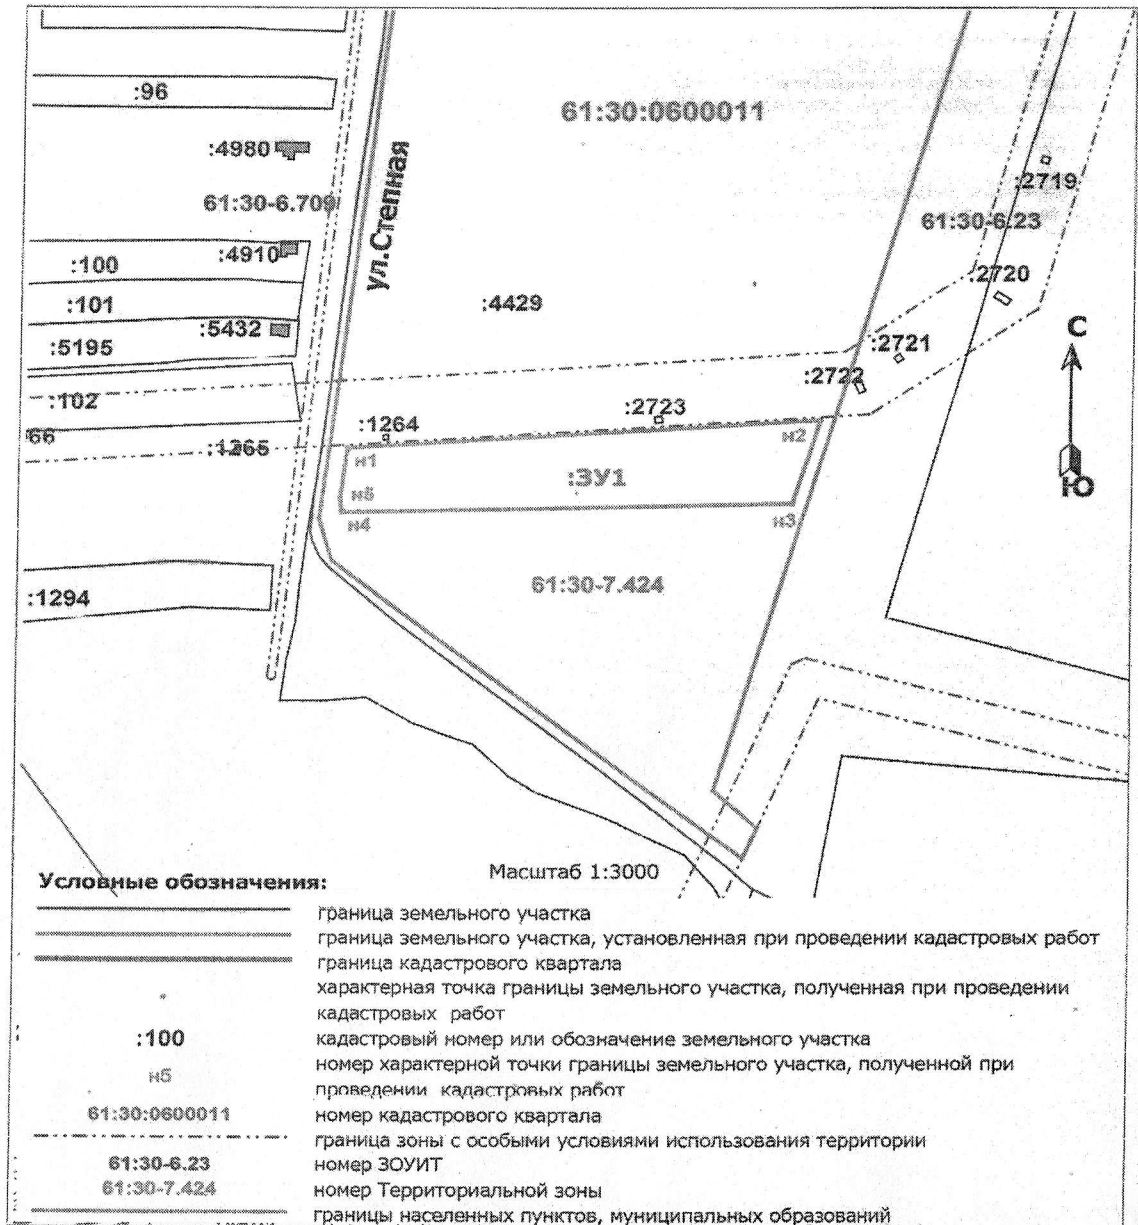 :96
61:30:0600011
:4980
:2719
61:30-6.709
61:30-6.23
ул.Степная
:4910
:100
:2720
:101
:4429
:5432
С
:5195
:2721
:2722
:102
:2723
:1264
66
:1265
н2
н1
:ЗУ1
Ю
н5
н4
н3
61:30-7.424
:1294
Масштаб 1:3000
Условные обозначения:
граница земельного участка
граница земельного участка, установленная при проведении кадастровых работ
граница кадастрового квартала
характерная точка границы земельного участка, полученная при проведении
кадастровых работ
:100 кадастровый номер или обозначение земельного участка
н5 номер характерной точки границы земельного участка, полученной при
проведении кадастровых работ
61:30:0600011 номер кадастрового квартала
граница зоны с особыми условиями использования территории
61:30-6.23 номер ЗОУИТ
61:30-7.424 номер Территориальной зоны
границы населенных пунктов, муниципальных образований